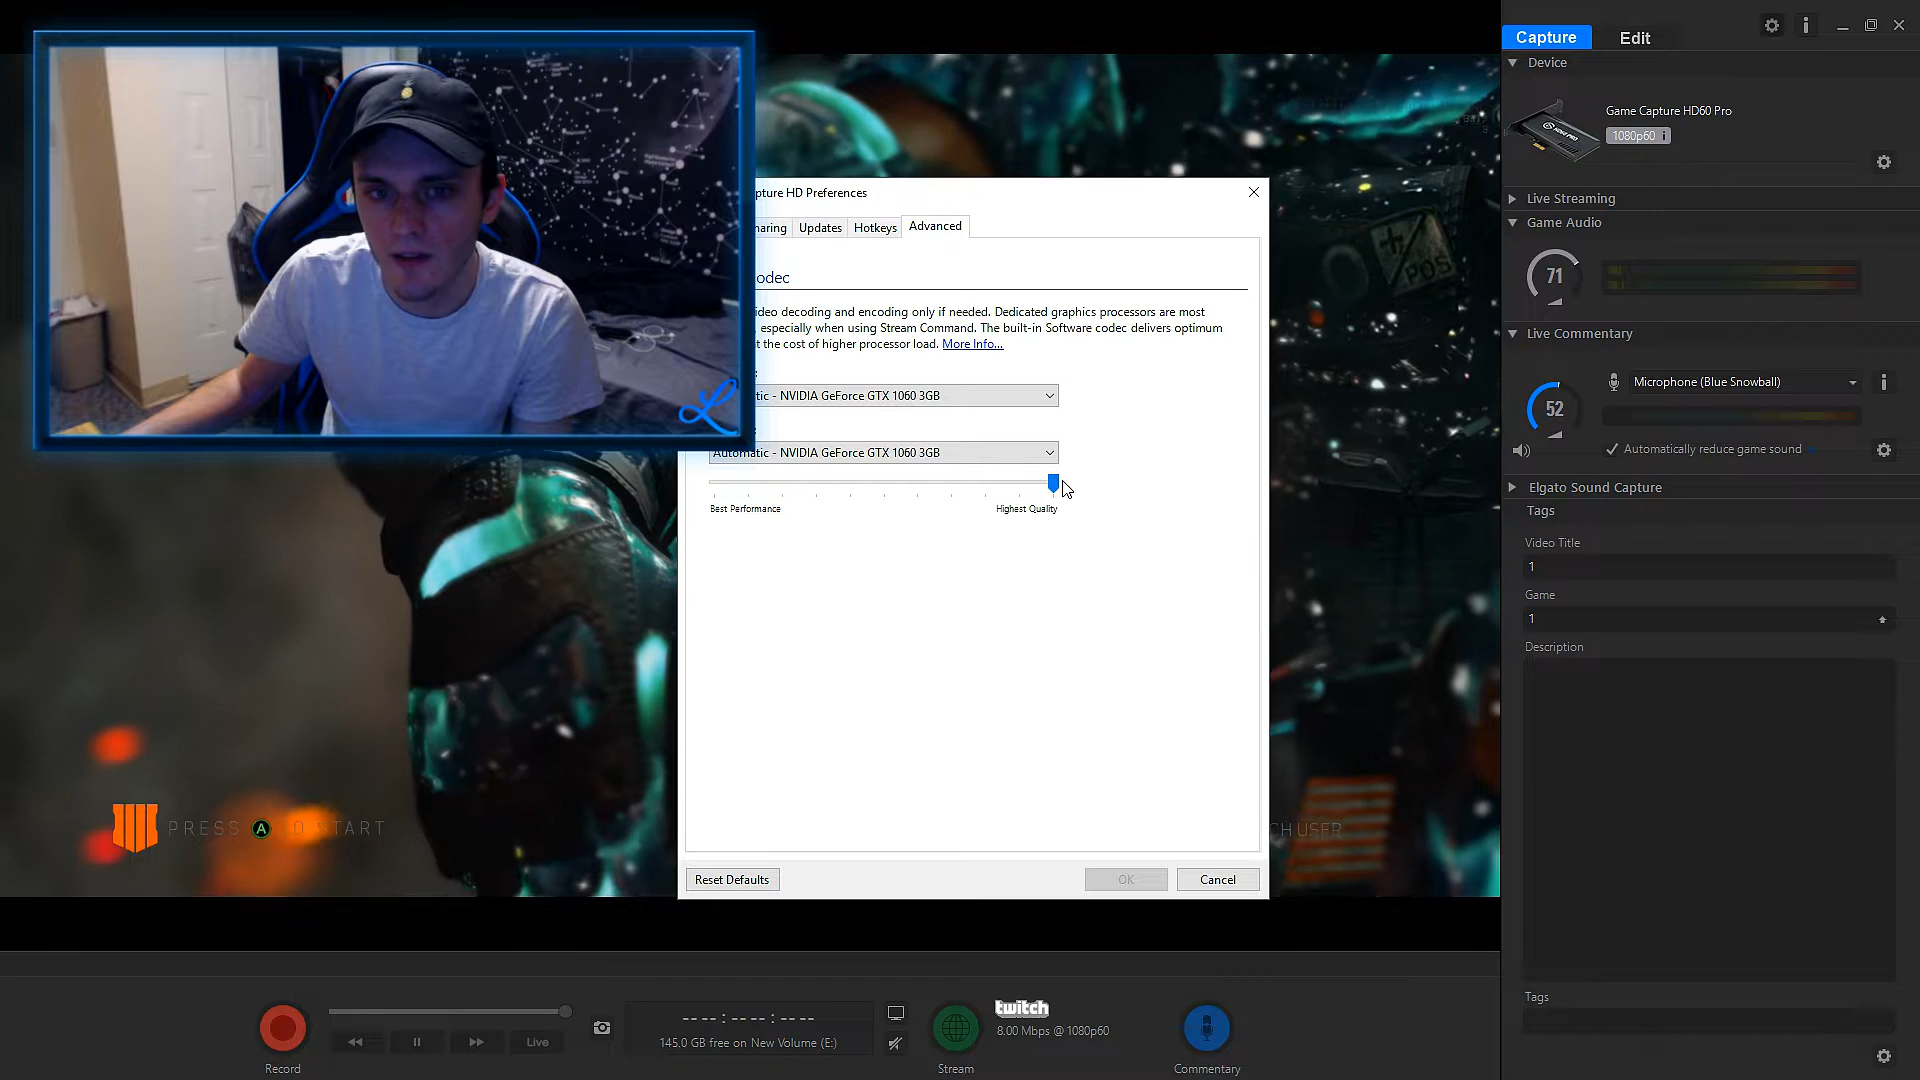 Capture
Edit
Device
Game Capture HD60 Pro
1080p60 i
Live Streaming
Game Audio
71
Live Commentary
Microphone (Blue Snowball)
52
Automatically reduce game sound
Elgato Sound Capture
Tags
Video Title
1
Game
1
Description
Tags
pture HD Preferences
haring
Updates
Hotkeys
Advanced
odec
ideo decoding and encoding only if needed. Dedicated graphics processors are most
, especially when using Stream Command. The built-in Software codec delivers optimum
t the cost of higher processor load. More Info...
tic - NVIDIA GeForce GTX 1060 3GB
Automatic - NVIDIA GeForce GTX 1060 3GB
Best Performance
Highest Quality
Reset Defaults
OK
Cancel
PRESS A TO START
CH USER
POS
Record
Live
-- -- : -- -- : -- --
145.0 GB free on New Volume (E:)
Stream
twitch
8.00 Mbps @ 1080p60
Commentary